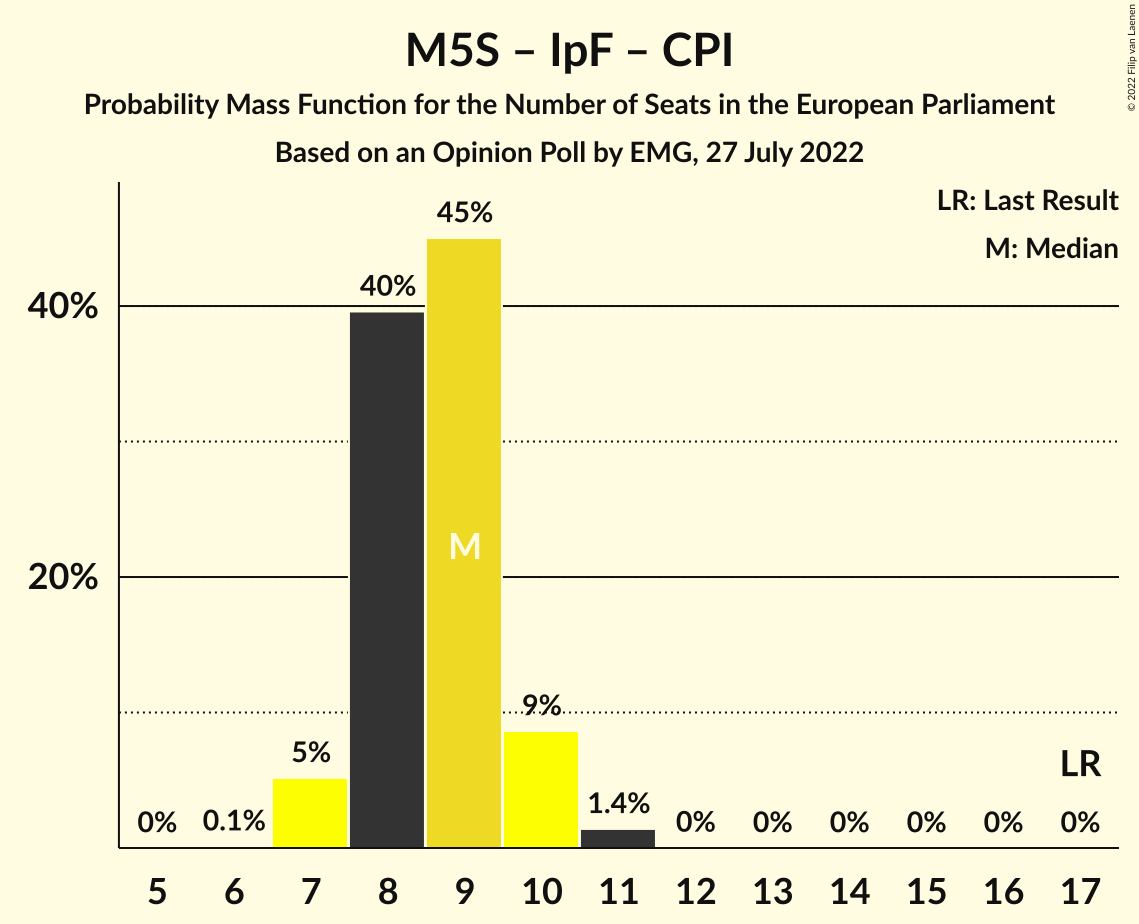 M5S – IpF – CPI
Probability Mass Function for the Number of Seats in the European Parliament
Based on an Opinion Poll by EMG, 27 July 2022
© 2022 Filip van Laenen
LR: Last Result
M: Median
45%
40%
40%
M
20%
9%
5%
LR
1.4%
0%
0.1%
0%
0%
0%
0%
0%
0%
5 6 7 8 9 10 11 12 13 14 15 16 17